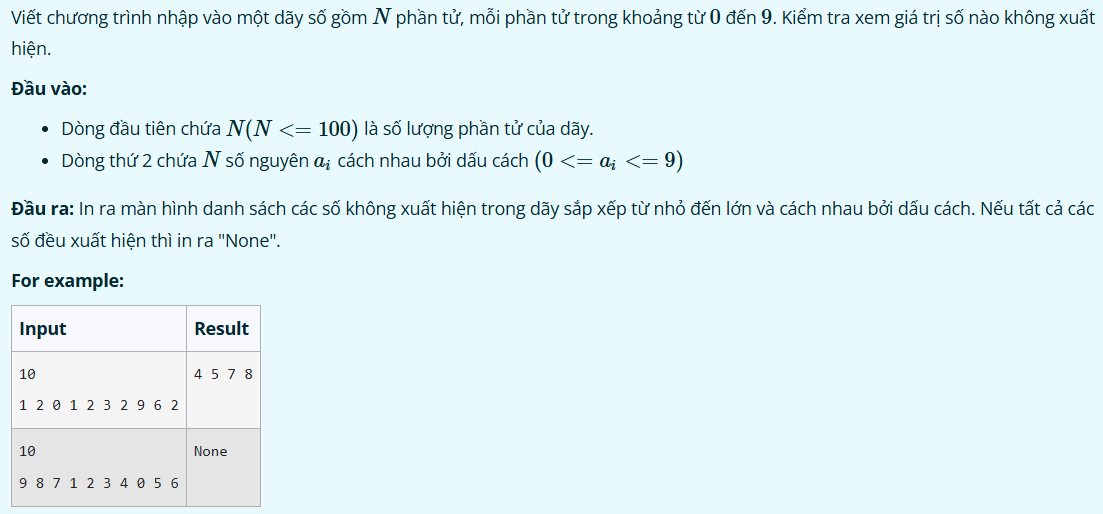 Viết chương trình nhập vào một dãy số gồm N phần tử, mỗi phần tử trong khoảng từ 0 đến 9. Kiểm tra xem giá trị số nào không xuất
hiện.
Đầu vào:
• Dòng đầu tiên chứa N(N <= 100) là số lượng phần tử của dãy.
• Dòng thứ 2 chứa N số nguyên aᵢ cách nhau bởi dấu cách (0 <= aᵢ <= 9)
Đầu ra: In ra màn hình danh sách các số không xuất hiện trong dãy sắp xếp từ nhỏ đến lớn và cách nhau bởi dấu cách. Nếu tất cả các
số đều xuất hiện thì in ra "None".
For example:
Input Result
10 4 5 7 8
1 2 0 1 2 3 2 9 6 2
10 None
9 8 7 1 2 3 4 0 5 6